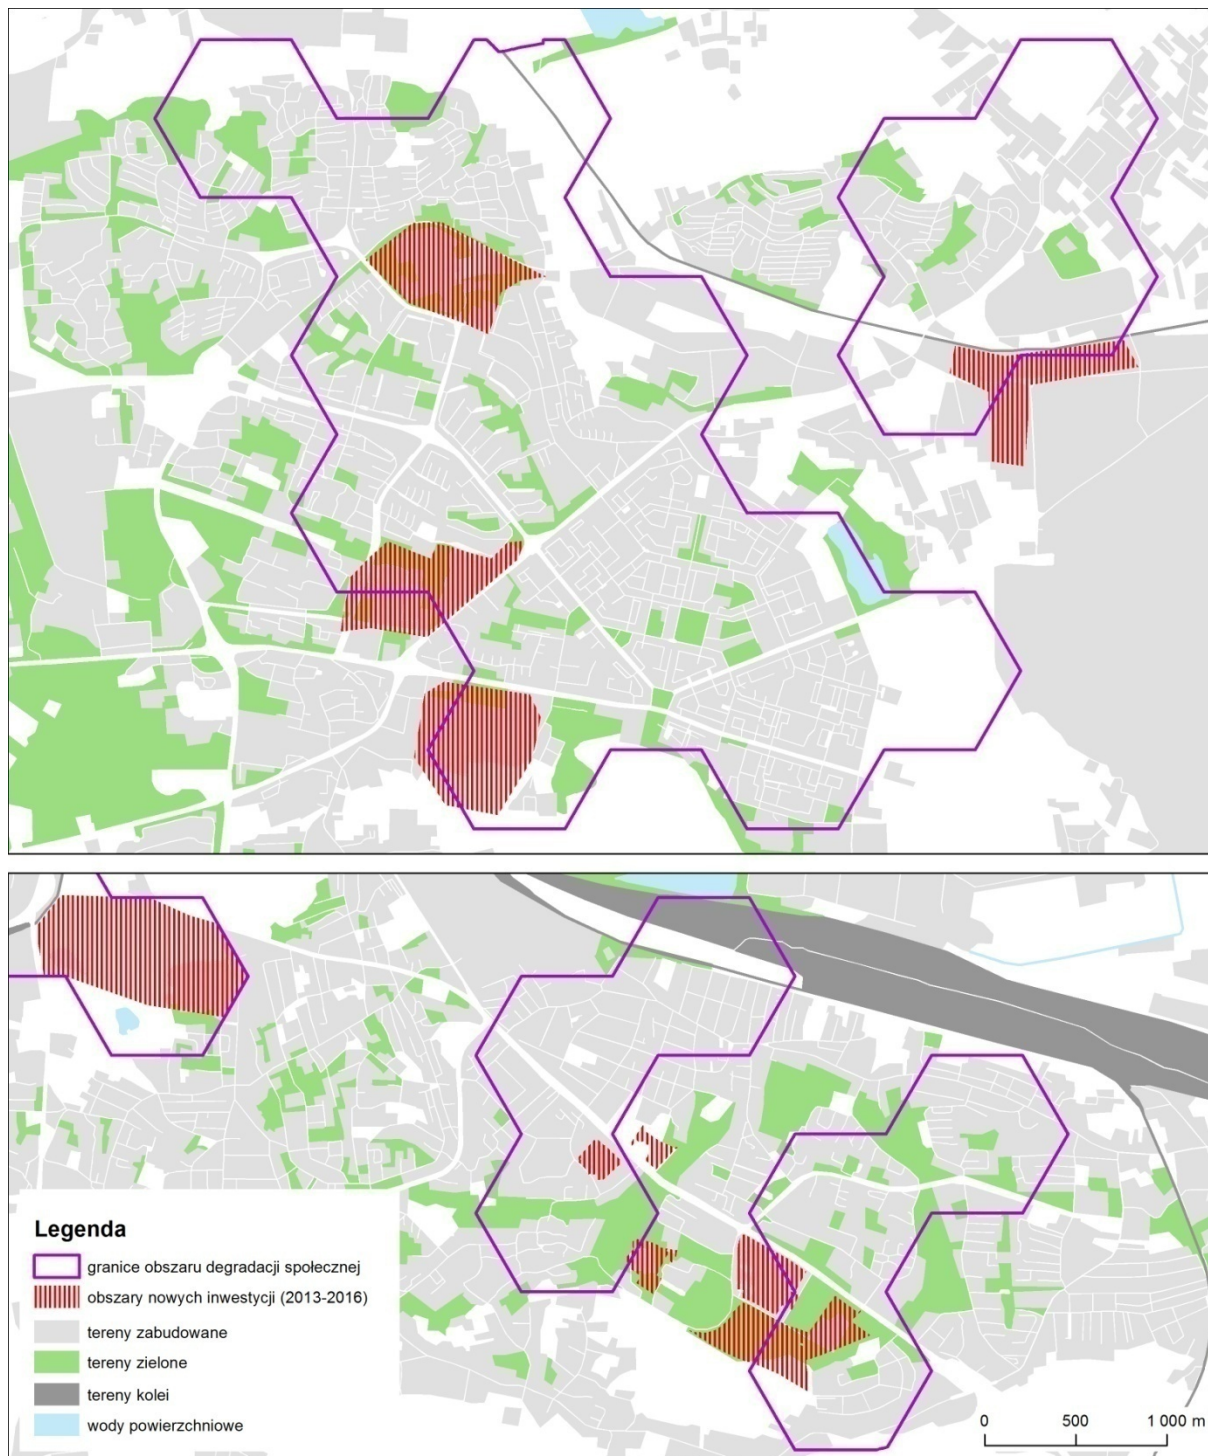 Legenda
granice obszaru degradacji społecznej
obszary nowych inwestycji (2013-2016)
tereny zabudowane
tereny zielone
tereny kolei
wody powierzchniowe
0 500 1 000 m